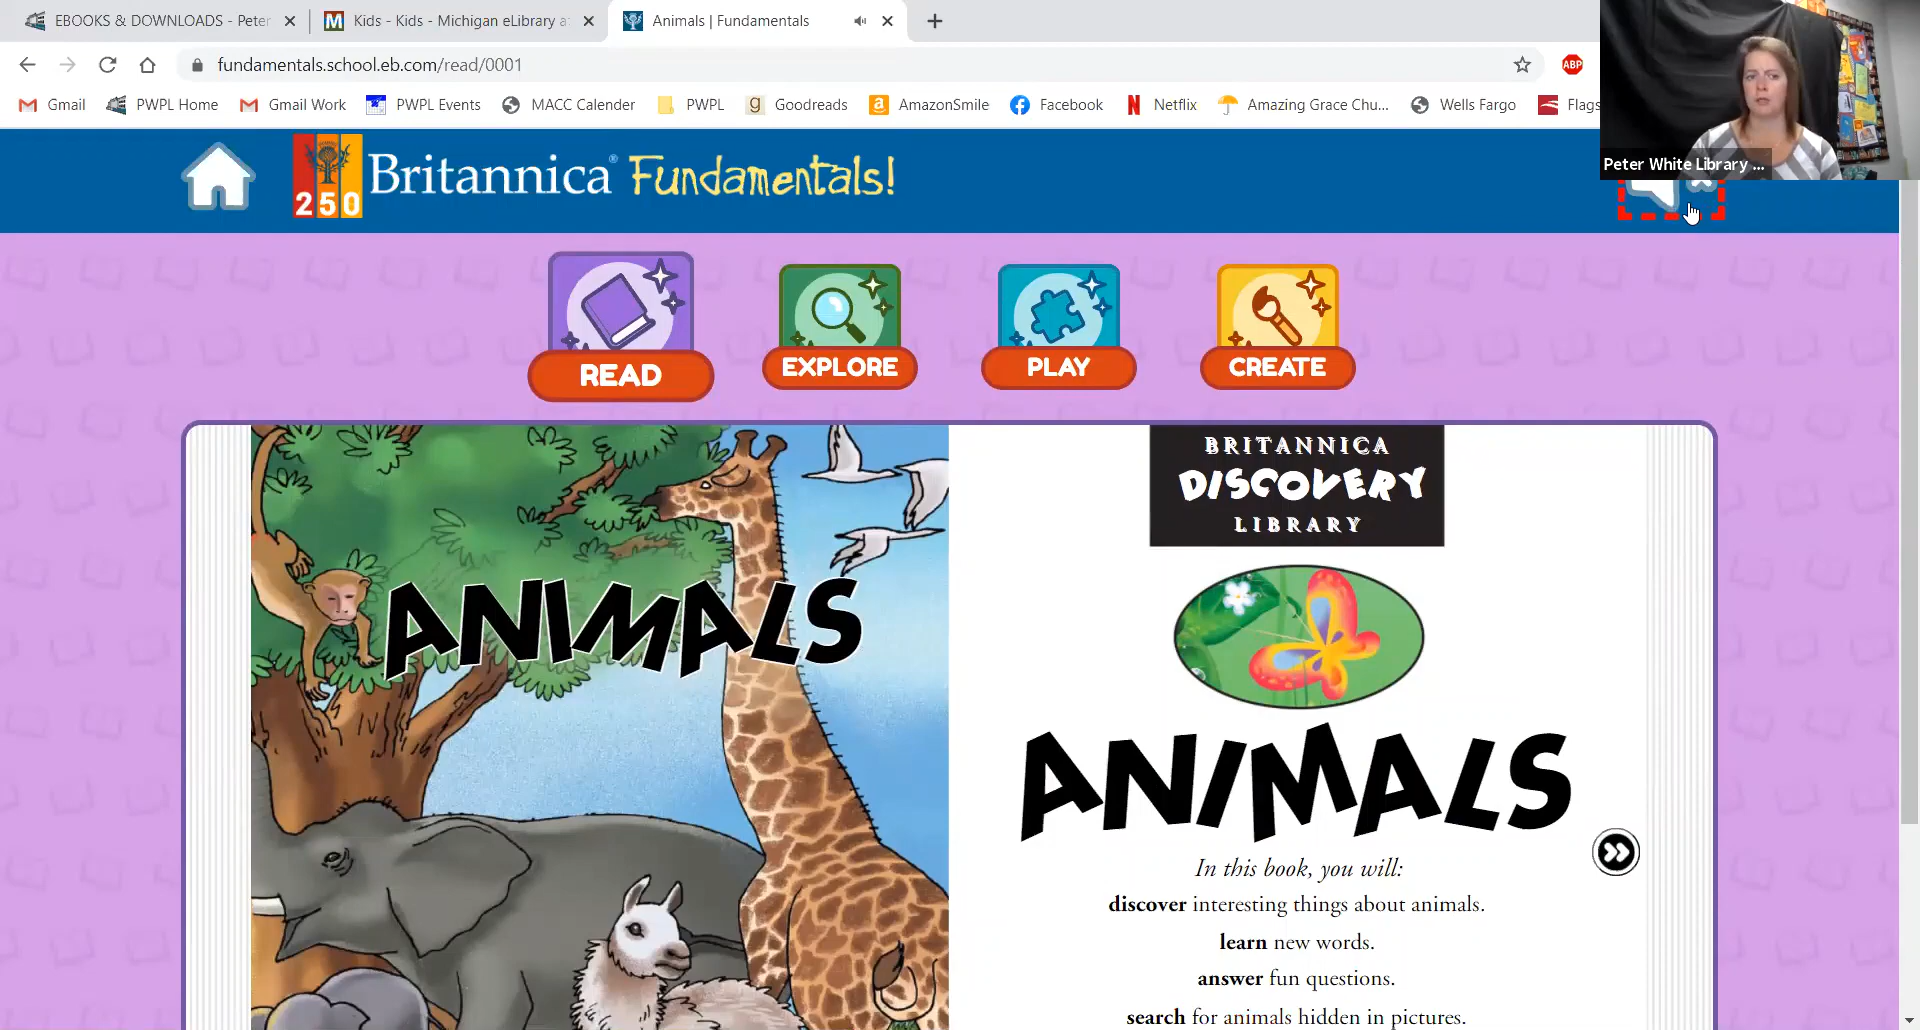 EBOOKS & DOWNLOADS - Peter
Kids - Kids - Michigan eLibrary a
Animals | Fundamentals
fundamentals.school.eb.com/read/0001
ABP
Gmail
PWPL Home
Gmail Work
PWPL Events
MACC Calender
PWPL
Goodreads
AmazonSmile
Facebook
Netflix
Amazing Grace Chu...
Wells Fargo
Flags
Peter White Library ...
250
Britannica® Fundamentals!
READ
EXPLORE
PLAY
CREATE
ANIMALS
BRITANNICA
DISCOVERY
LIBRARY
ANIMALS
In this book, you will:
discover interesting things about animals.
learn new words.
answer fun questions.
search for animals hidden in pictures.